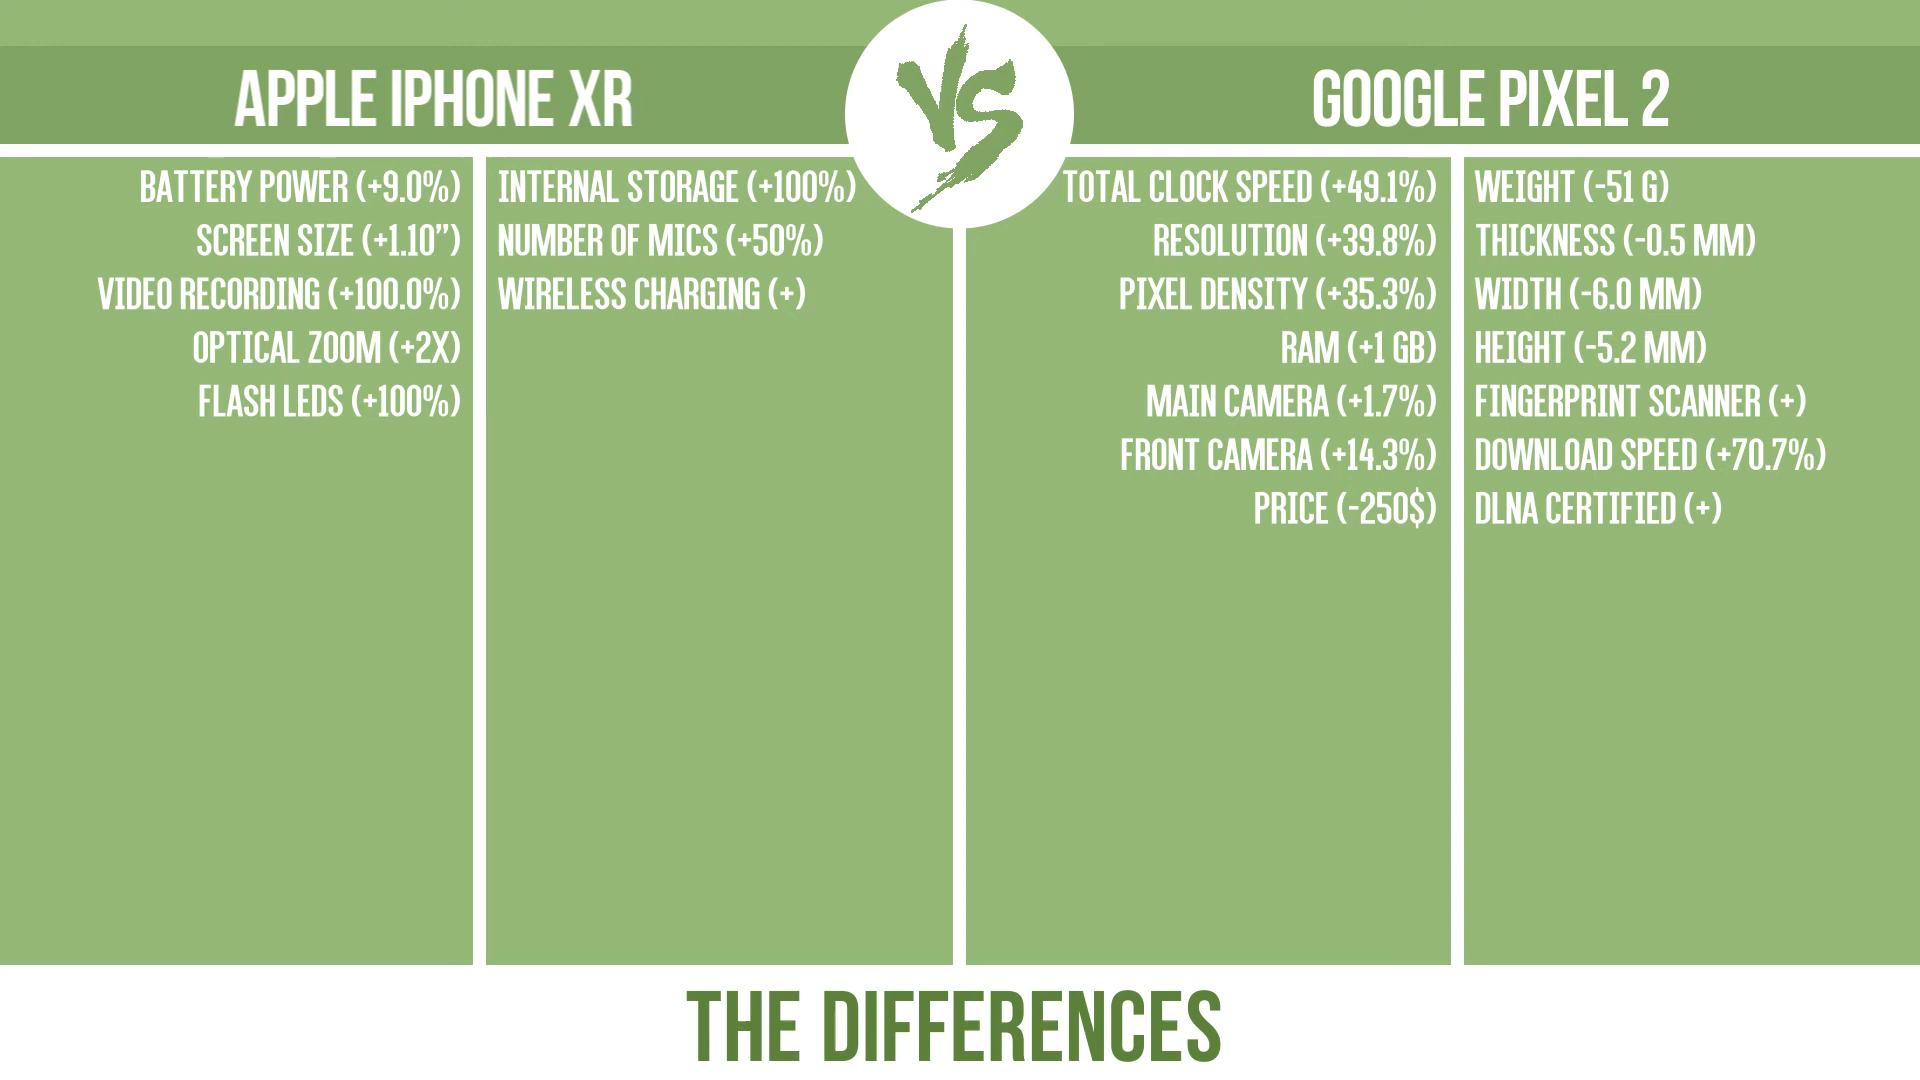 APPLE IPHONE XR
VS
GOOGLE PIXEL 2
BATTERY POWER (+9.0%)
SCREEN SIZE (+1.10”)
VIDEO RECORDING (+100.0%)
OPTICAL ZOOM (+2X)
FLASH LEDS (+100%)
INTERNAL STORAGE (+100%)
NUMBER OF MICS (+50%)
WIRELESS CHARGING (+)
TOTAL CLOCK SPEED (+49.1%)
RESOLUTION (+39.8%)
PIXEL DENSITY (+35.3%)
RAM (+1 GB)
MAIN CAMERA (+1.7%)
FRONT CAMERA (+14.3%)
PRICE (-250$)
WEIGHT (-51 G)
THICKNESS (-0.5 MM)
WIDTH (-6.0 MM)
HEIGHT (-5.2 MM)
FINGERPRINT SCANNER (+)
DOWNLOAD SPEED (+70.7%)
DLNA CERTIFIED (+)
THE DIFFERENCES